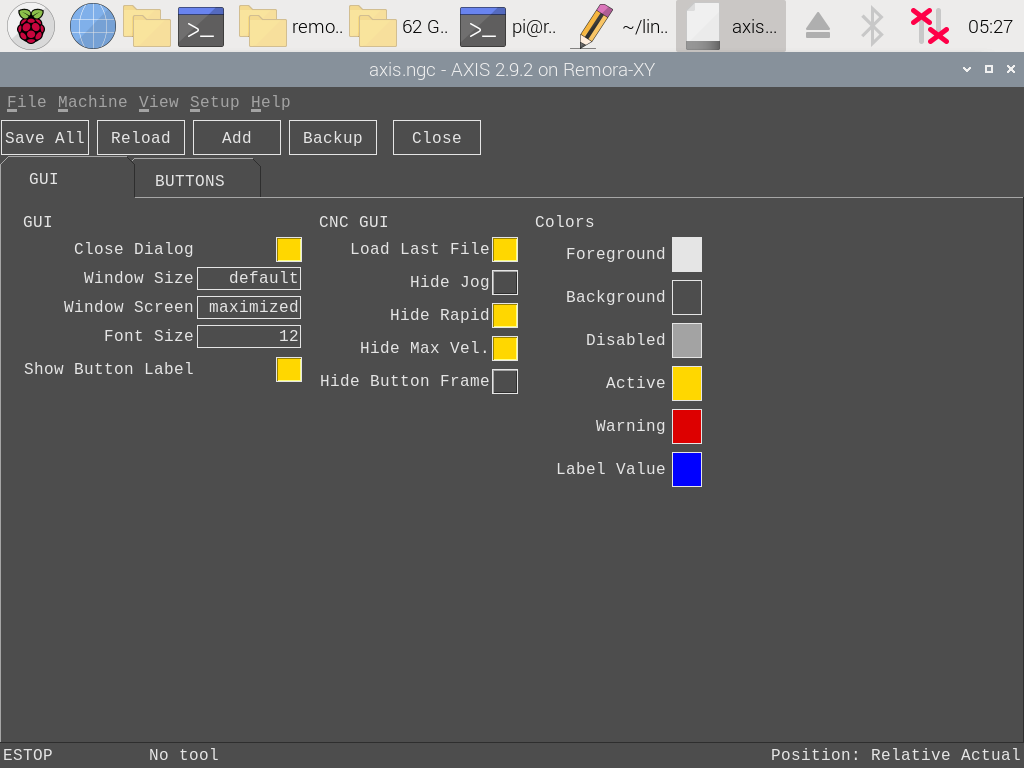 remo.. 62 G.. pi@r.. ~/lin.. axis... 05:27
axis.ngc - AXIS 2.9.2 on Remora-XY
File Machine View Setup Help
Save All Reload Add Backup Close
GUI BUTTONS
GUI
Close Dialog
Window Size default
Window Screen maximized
Font Size 12
Show Button Label
CNC GUI
Load Last File
Hide Jog
Hide Rapid
Hide Max Vel.
Hide Button Frame
Colors
Foreground
Background
Disabled
Active
Warning
Label Value
ESTOP No tool Position: Relative Actual